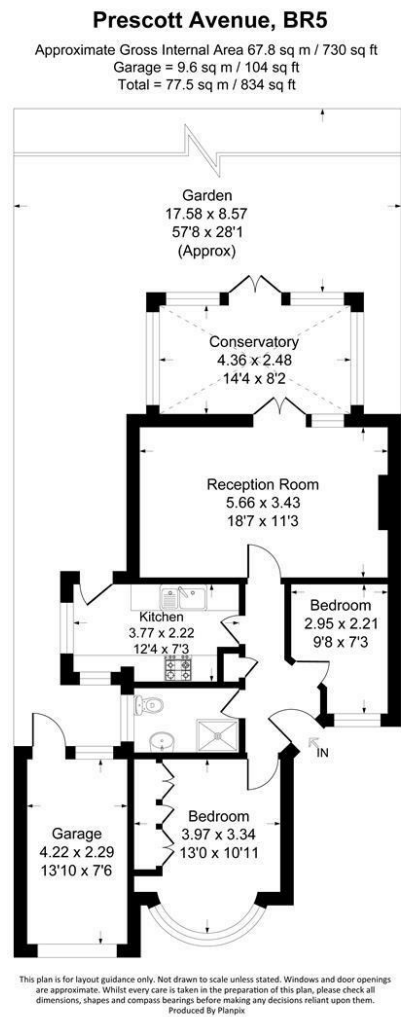 Prescott Avenue, BR5
Approximate Gross Internal Area 67.8 sq m / 730 sq ft
Garage = 9.6 sq m / 104 sq ft
Total = 77.5 sq m / 834 sq ft
Garden
17.58 x 8.57
57'8 x 28'1
(Approx)
Conservatory
4.36 x 2.48
14'4 x 8'2
Reception Room
5.66 x 3.43
18'7 x 11'3
Kitchen
3.77 x 2.22
12'4 x 7'3
Bedroom
2.95 x 2.21
9'8 x 7'3
IN
Garage
4.22 x 2.29
13'10 x 7'6
Bedroom
3.97 x 3.34
13'0 x 10'11
This plan is for layout guidance only. Not drawn to scale unless stated. Windows and door openings
are approximate. Whilst every care is taken in the preparation of this plan, please check all
dimensions, shapes and compass bearings before making any decisions reliant upon them.
Produced By Planpix